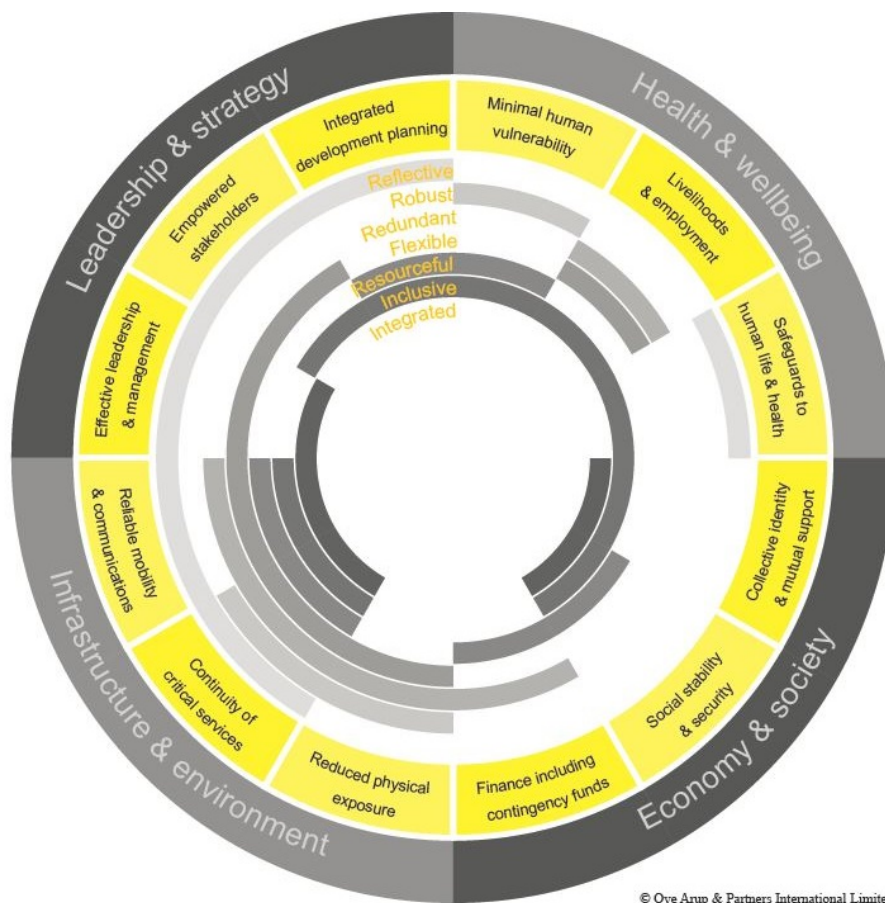 Leadership & strategy
Health & wellbeing
Economy & society
Infrastructure & environment
Integrated
development planning
Minimal human
vulnerability
Livelihoods
& employment
Safeguards to
human life & health
Collective identity
& mutual support
Social stability
& security
Finance including
contingency funds
Reduced physical
exposure
Continuity of
critical services
Reliable mobility
& communications
Effective leadership
& management
Empowered
stakeholders
Reflective
Robust
Redundant
Flexible
Resourceful
Inclusive
Integrated
© Ove Arup & Partners International Limite